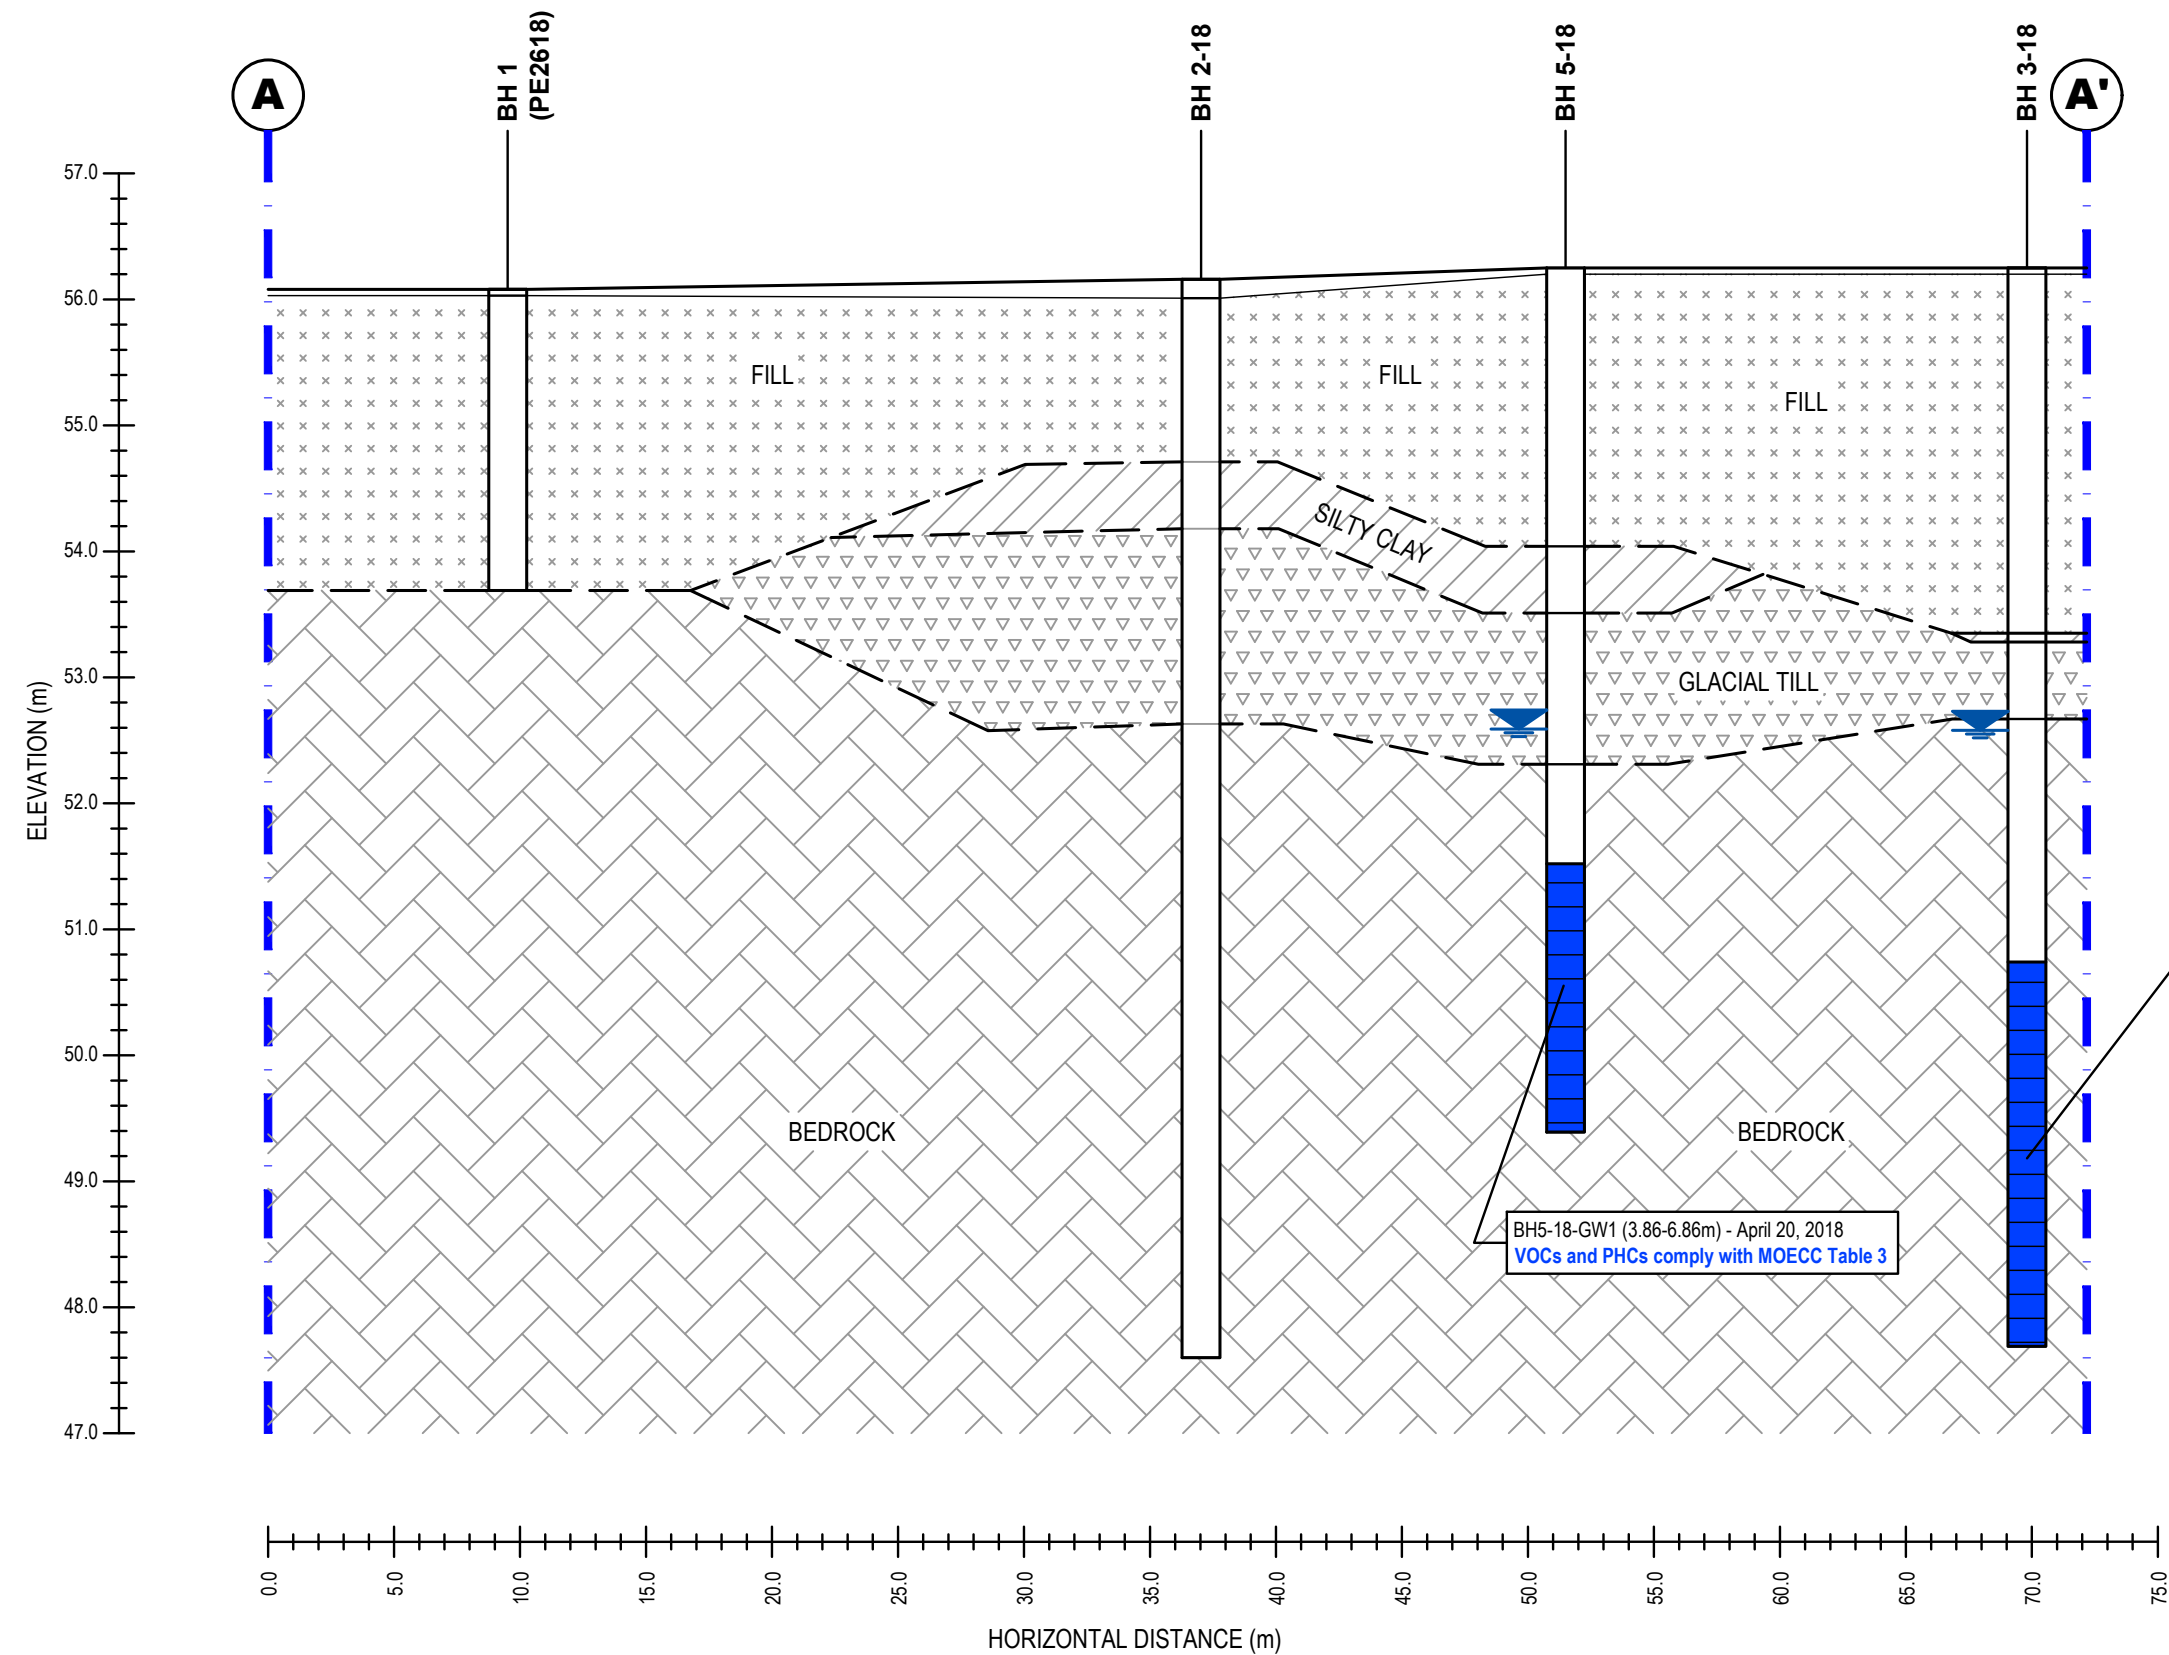 BH 1
(PE2618)
BH 2-18
BH 5-18
BH 3-18
A
A'
57.0
56.0
55.0
54.0
53.0
52.0
51.0
50.0
49.0
48.0
47.0
ELEVATION (m)
FILL
FILL
FILL
SILTY CLAY
GLACIAL TILL
BEDROCK
BEDROCK
BH5-18-GW1 (3.86-6.86m) - April 20, 2018
VOCs and PHCs comply with MOECC Table 3
0.0
5.0
10.0
15.0
20.0
25.0
30.0
35.0
40.0
45.0
50.0
55.0
60.0
65.0
70.0
75.0
HORIZONTAL DISTANCE (m)